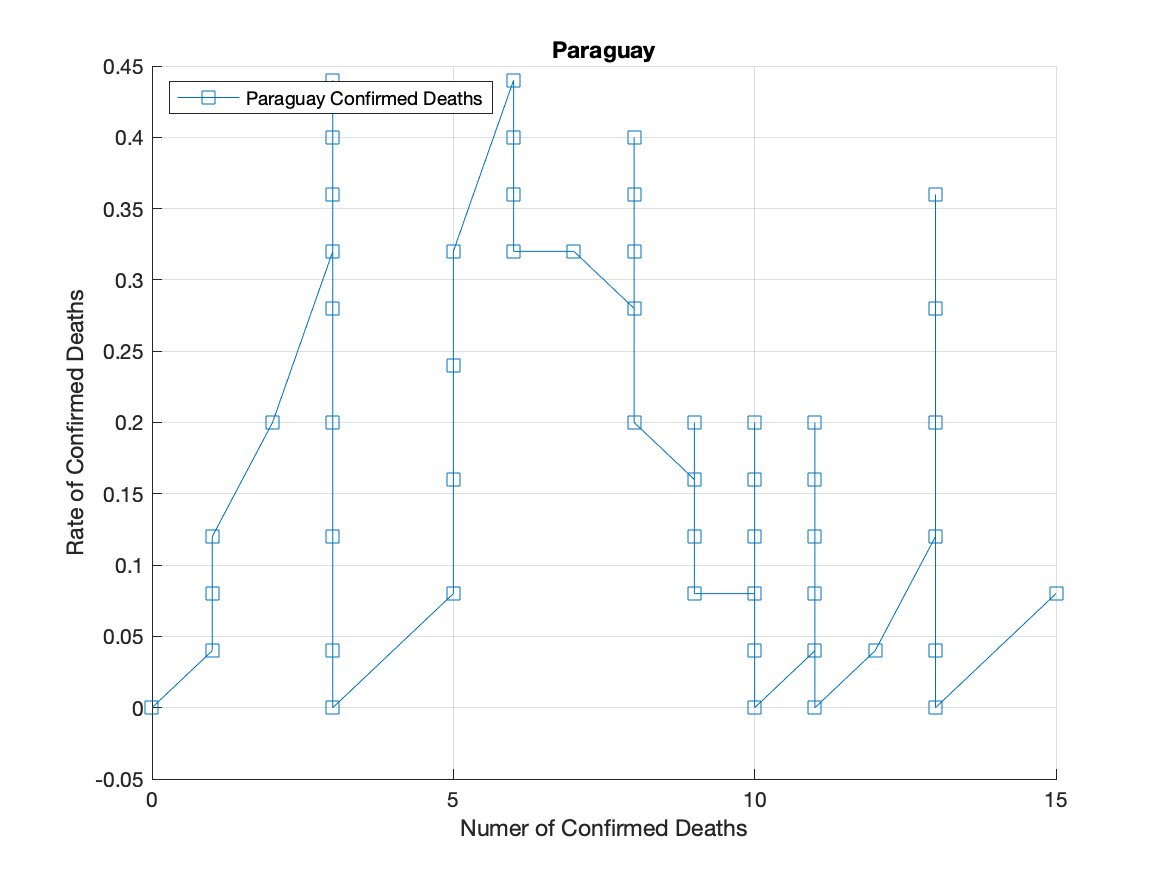 Paraguay
0.45
Paraguay Confirmed Deaths
0.4
0.35
0.3
0.25
0.2
0.15
0.1
0.05
0
-0.05
Rate of Confirmed Deaths
0 5 10 15
Numer of Confirmed Deaths